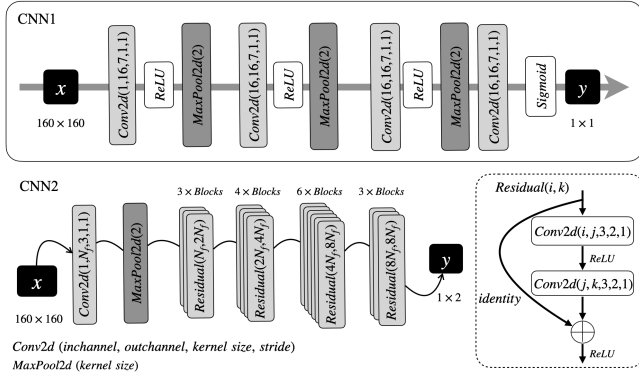 CNN1
x
160 × 160
Conv2d(1,16,7,1,1)
ReLU
MaxPool2d(2)
Conv2d(16,16,7,1,1)
ReLU
MaxPool2d(2)
Conv2d(16,16,7,1,1)
ReLU
MaxPool2d(2)
Conv2d(16,16,7,1,1)
Sigmoid
y
1 × 1
CNN2
x
160 × 160
Conv2d(1,Nf,3,1,1)
MaxPool2d(2)
3 × Blocks
Residual(Nf,2Nf)
4 × Blocks
Residual(2Nf,4Nf)
6 × Blocks
Residual(4Nf,8Nf)
3 × Blocks
Residual(8Nf,8Nf)
y
1 × 2
Conv2d (inchannel, outchannel, kernel size, stride)
MaxPool2d (kernel size)
Residual(i, k)
Conv2d(i, j,3,2,1)
ReLU
Conv2d(j, k,3,2,1)
identity
ReLU